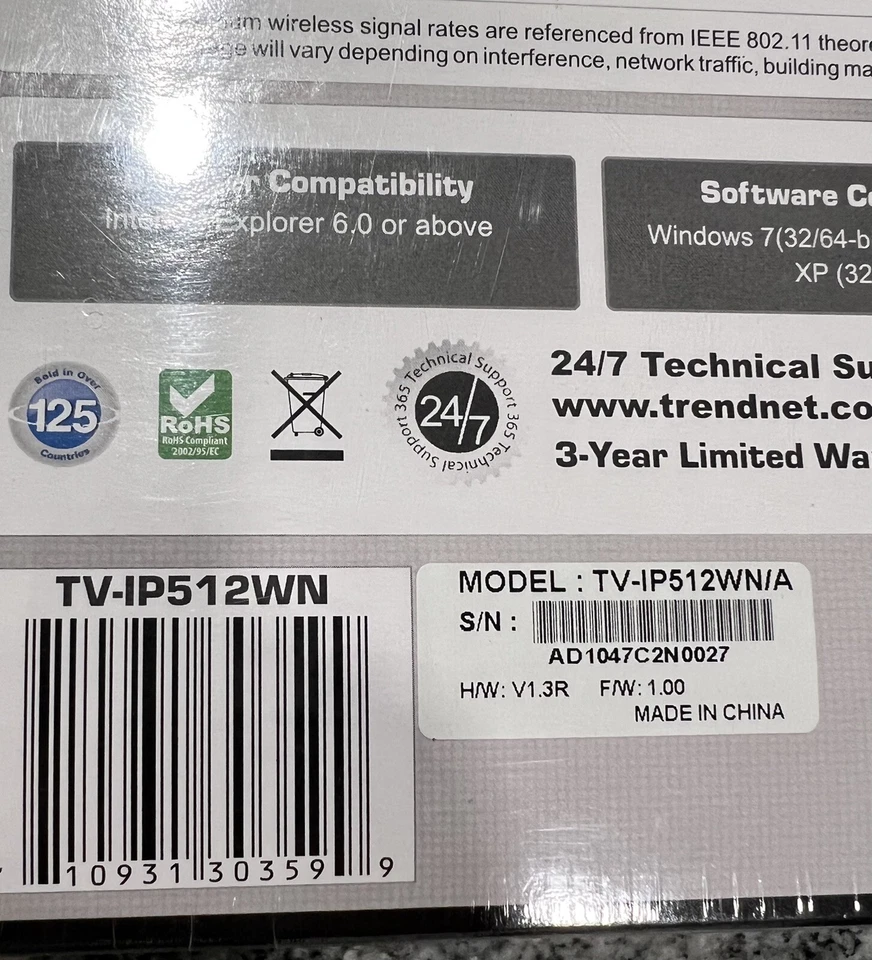 wireless signal rates are referenced from IEEE 802.11
will vary depending on interference, network traffic, building
Compatibility
Explorer 6.0 or above
Software
Windows 7(32/64-b
XP (32
Sold in Over
125
Countries
RoHS
RoHS Compliant
2002/95/EC
365 Technical Support 365 Technical Support
24/7
24/7 Technical Su
www.trendnet.co
3-Year Limited Wa
TV-IP512WN
10931 30359 9
MODEL : TV-IP512WN/A
S/N :
AD1047C2N0027
H/W: V1.3R F/W: 1.00
MADE IN CHINA